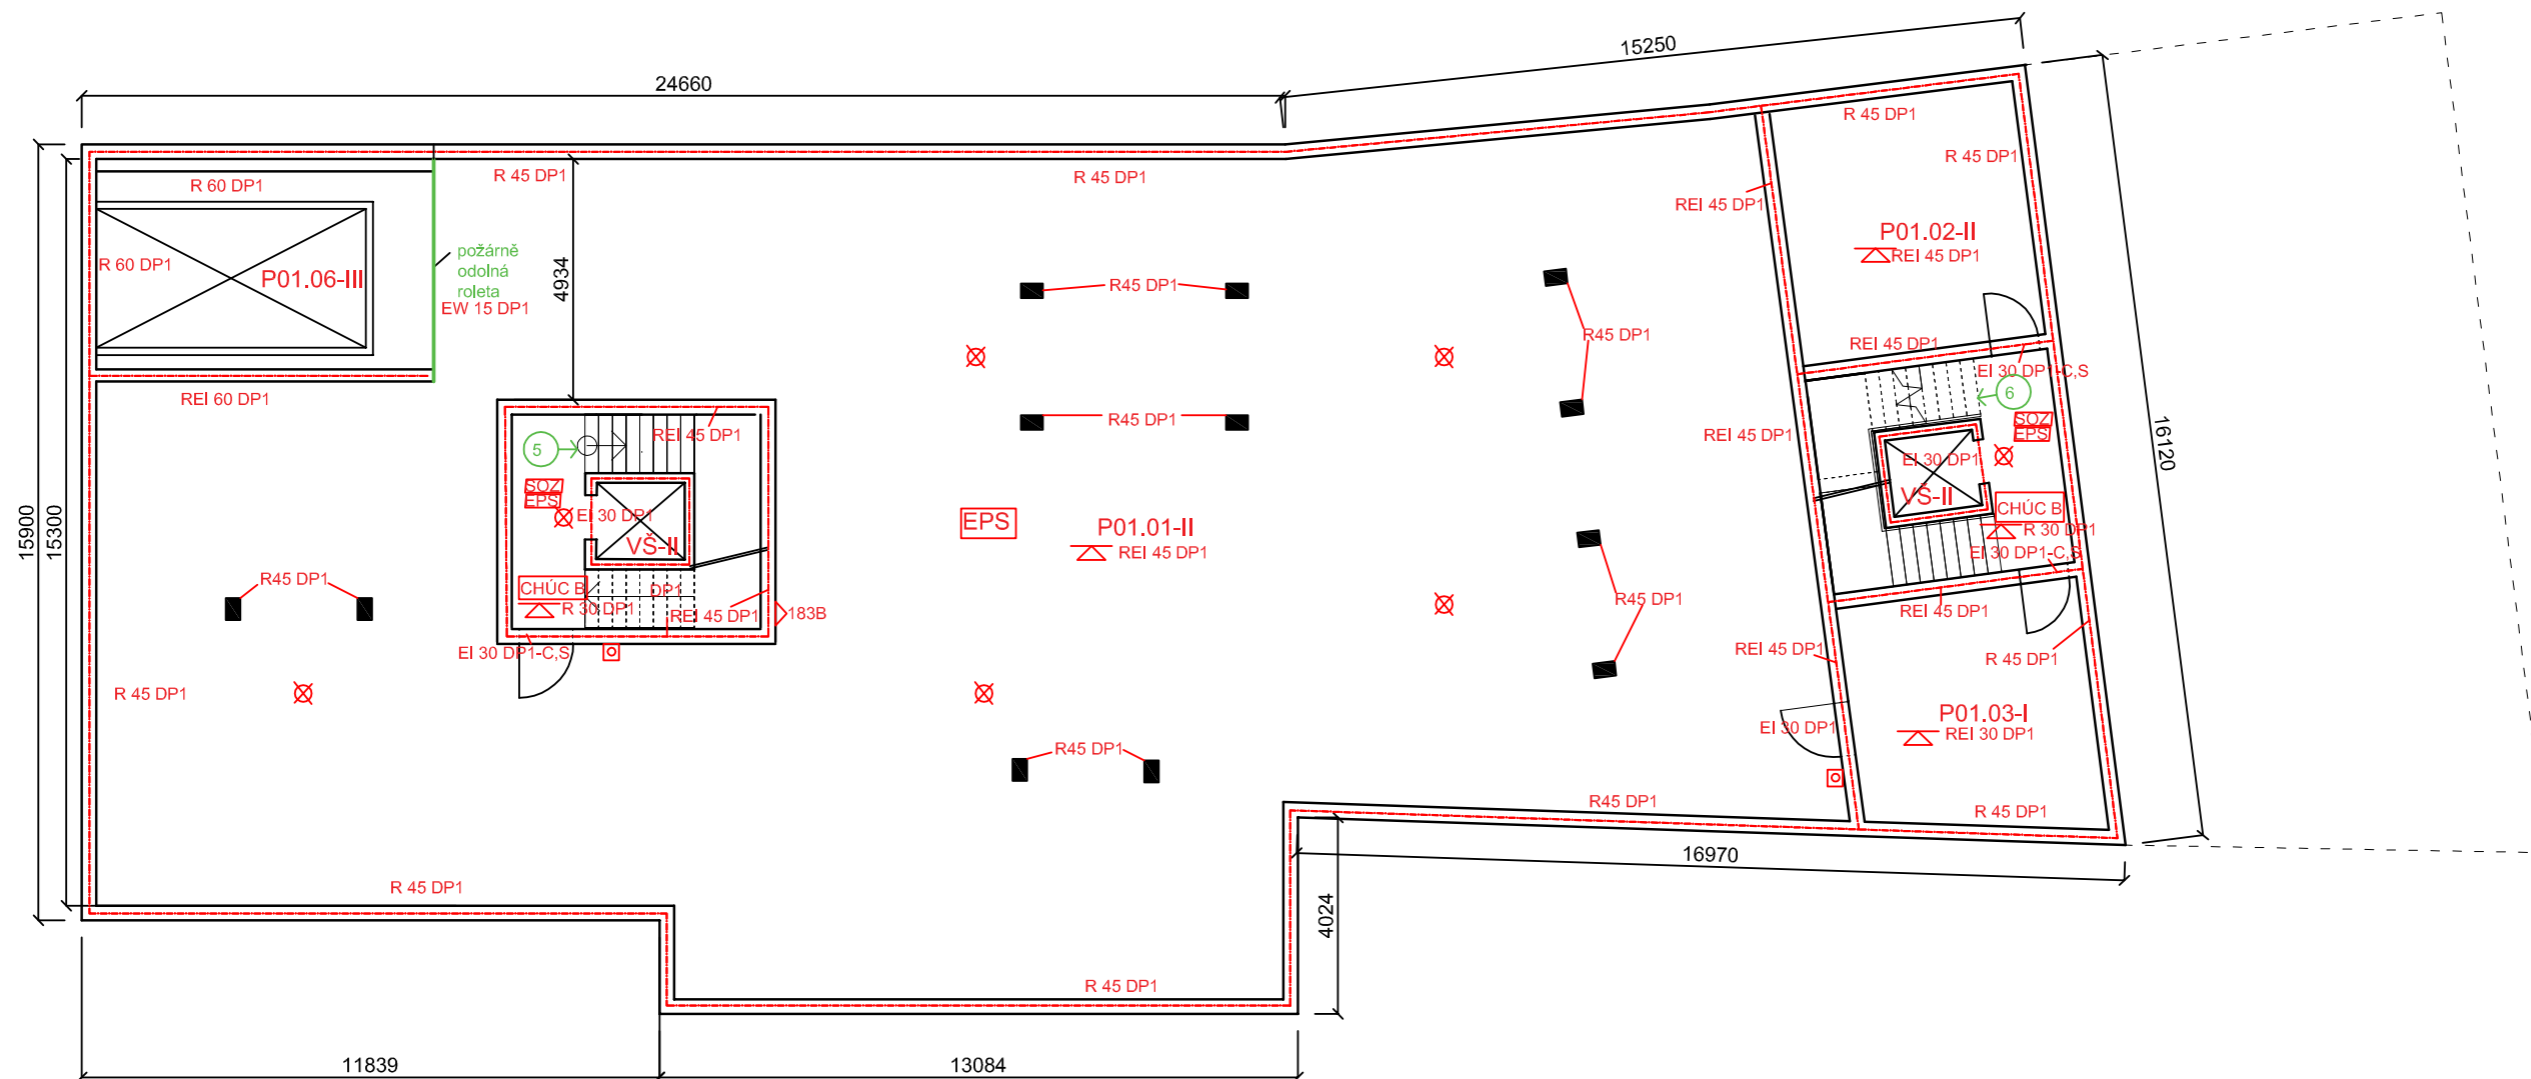 15250
24660
R 45 DP1
R 45 DP1
R 60 DP1
R 45 DP1
R 45 DP1
REI 45 DP1
P01.02-II
REI 45 DP1
požárně
odolná
roleta
EW 15 DP1
R 60 DP1
P01.06-III
4934
R45 DP1
R45 DP1
REI 45 DP1
EI 30 DP1-C,S
6
REI 60 DP1
R45 DP1
REI 45 DP1
REI 45 DP1
SOZ
EPS
16120
5
EI 30 DP1
VŠ-II
CHÚC B
R 30 DP1
EI 30 DP1-C,S
SOZ
EPS
EI 30 DP1
VŠ-II
EPS
P01.01-II
REI 45 DP1
15900
15300
R45 DP1
CHÚC B
R 30 DP1
DP1
REI 45 DP1
183B
R45 DP1
REI 45 DP1
EI 30 DP1-C,S
REI 45 DP1
R 45 DP1
R 45 DP1
P01.03-I
REI 30 DP1
EI 30 DP1
R45 DP1
R45 DP1
R 45 DP1
16970
R 45 DP1
4024
R 45 DP1
11839
13084